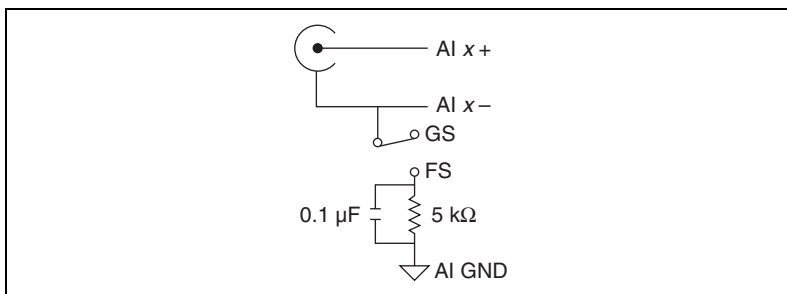 AI x+
AI x–
GS
FS
0.1 µF
5 kΩ
AI GND